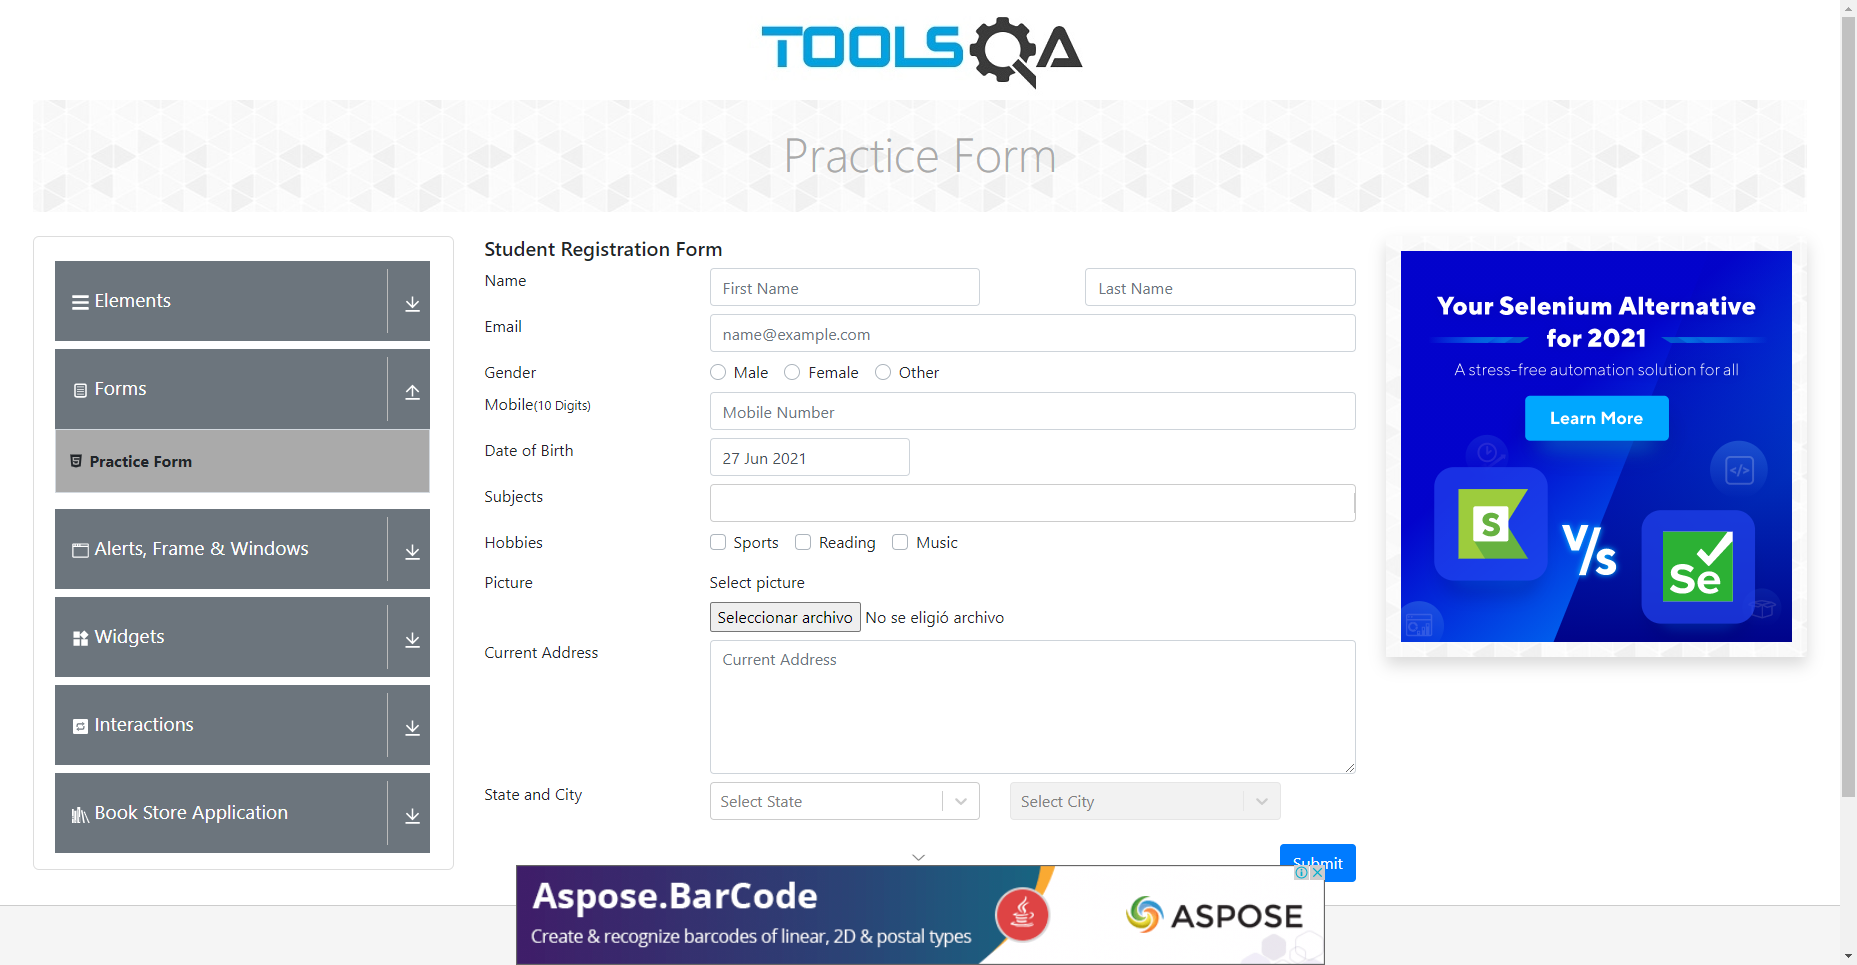 TOOLSQA
Practice Form
Elements
Forms
Practice Form
Alerts, Frame & Windows
Widgets
Interactions
Book Store Application
Student Registration Form
Name
First Name
Last Name
Email
name@example.com
Gender
Male
Female
Other
Mobile(10 Digits)
Mobile Number
Date of Birth
27 Jun 2021
Subjects
Hobbies
Sports
Reading
Music
Picture
Select picture
Seleccionar archivo
No se eligió archivo
Current Address
Current Address
State and City
Select State
Select City
Submit
Your Selenium Alternative
for 2021
A stress-free automation solution for all
Learn More
</>
S
V/s
Se
Aspose.BarCode
Create & recognize barcodes of linear, 2D & postal types
ASPOSE